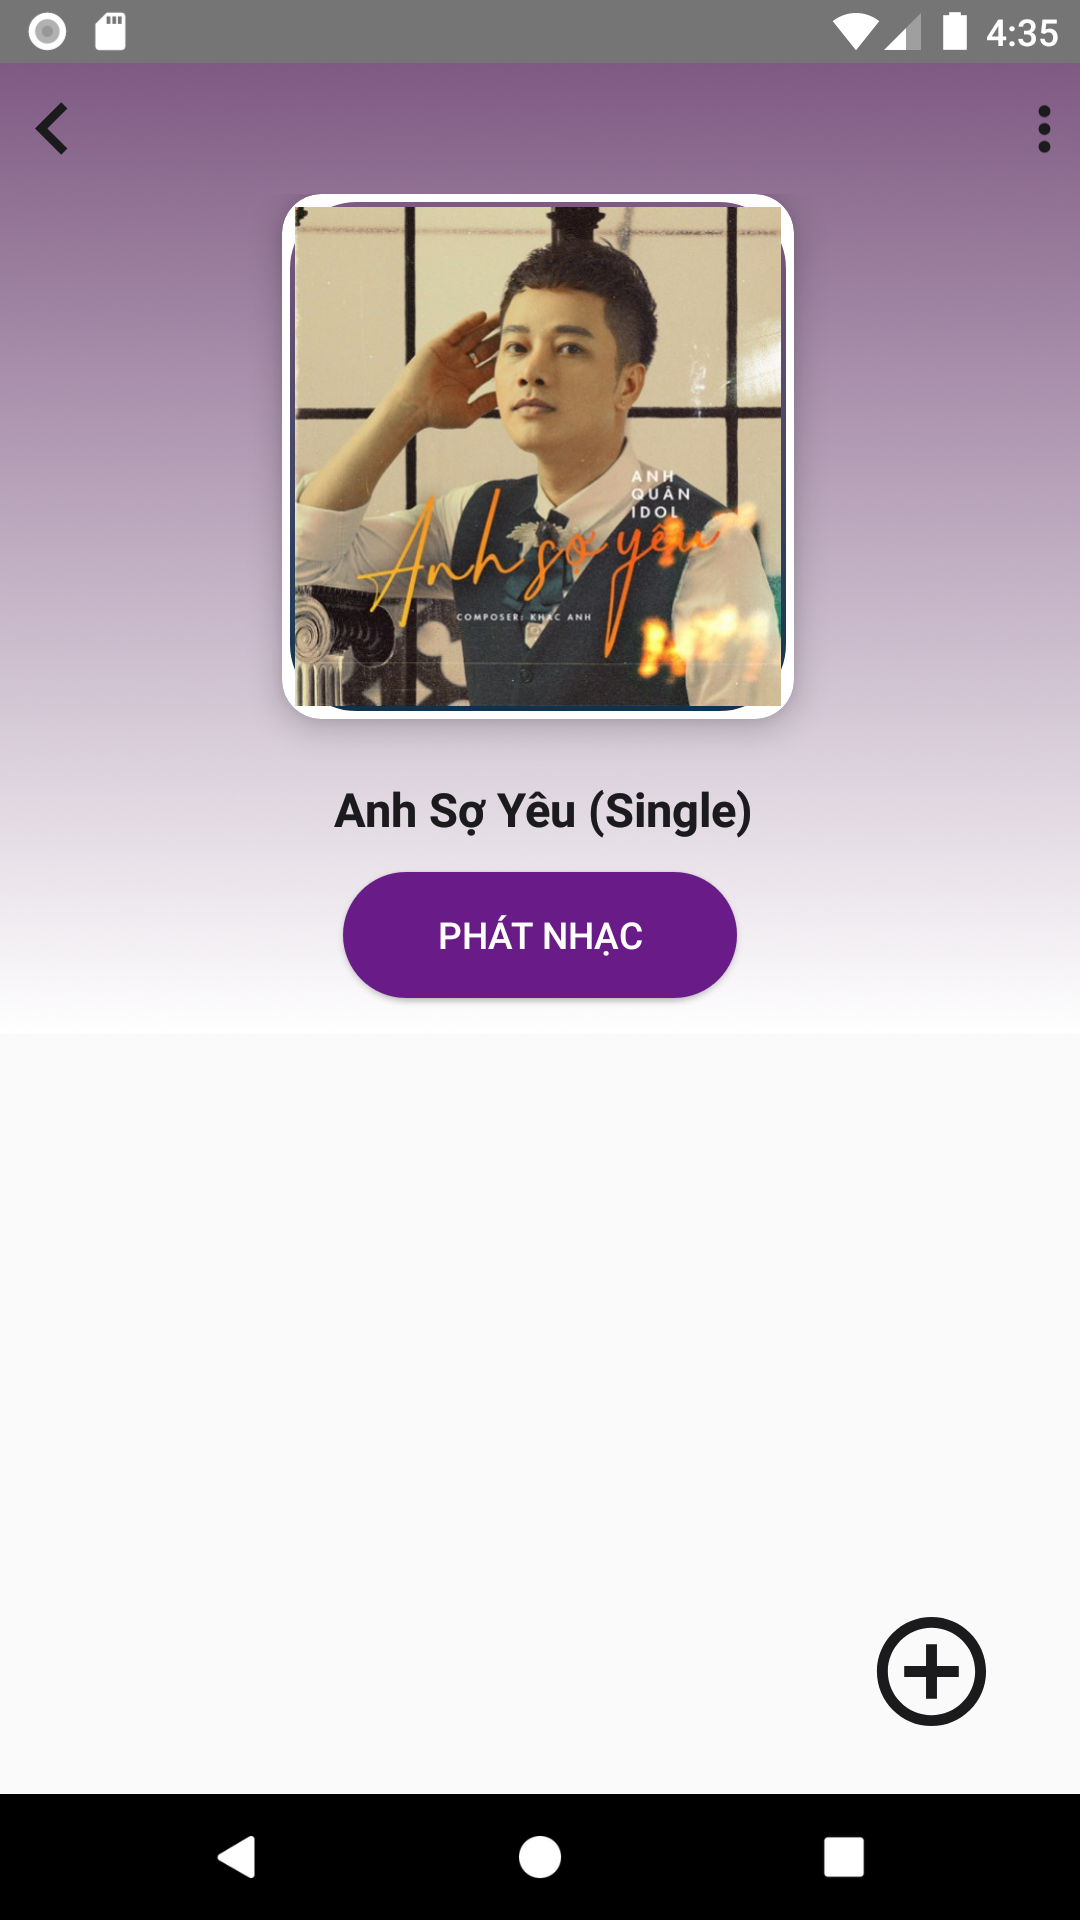 4:35
ANH
QUÂN
IDOL
Anh sợ yêu
COMPOSER: KHẮC ANH
Anh Sợ Yêu (Single)
PHÁT NHẠC